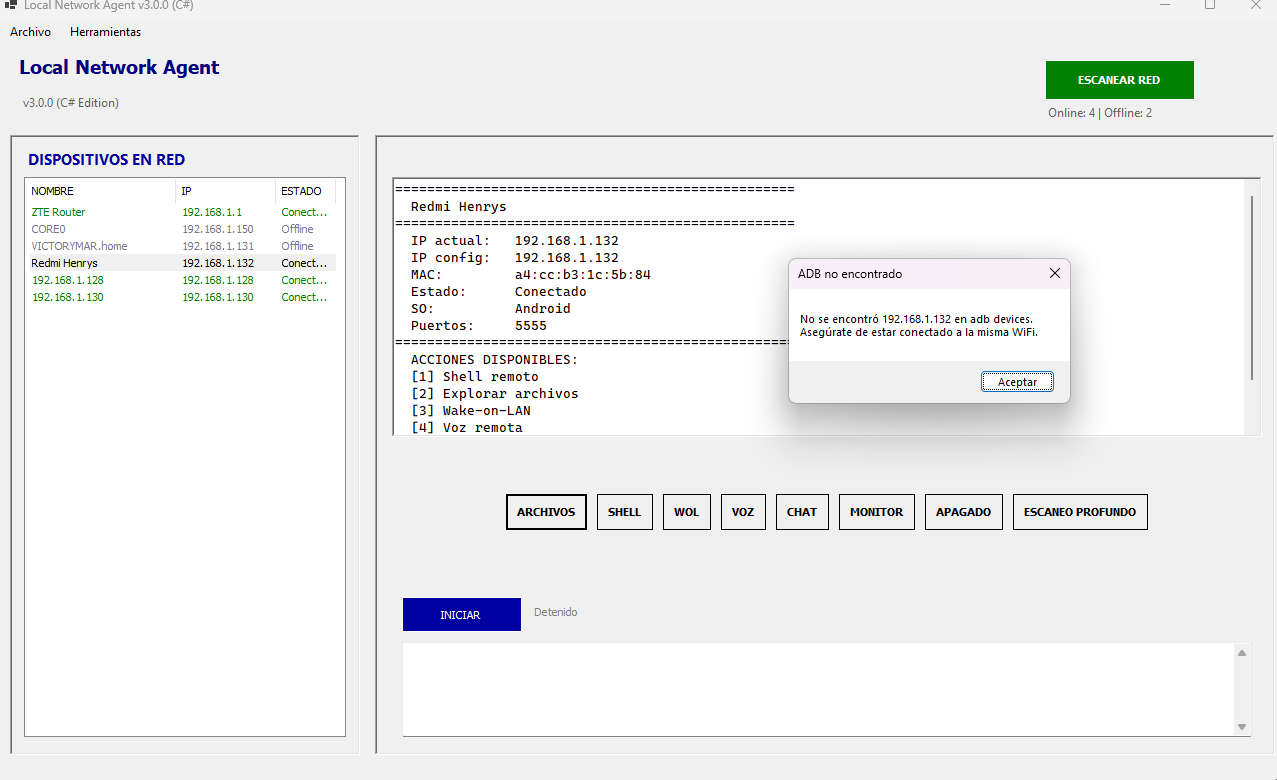 Local Network Agent v3.0.0 (C#)
Archivo Herramientas
Local Network Agent
v3.0.0 (C# Edition)
ESCANEAR RED
Online: 4 | Offline: 2
DISPOSITIVOS EN RED
NOMBRE IP ESTADO
ZTE Router 192.168.1.1 Conect...
CORE0 192.168.1.150 Offline
VICTORYMAR.home 192.168.1.131 Offline
Redmi Henrys 192.168.1.132 Conect...
192.168.1.128 192.168.1.128 Conect...
192.168.1.130 192.168.1.130 Conect...
==================================================
Redmi Henrys
==================================================
IP actual: 192.168.1.132
IP config: 192.168.1.132
MAC: a4:cc:b3:1c:5b:84
Estado: Conectado
SO: Android
Puertos: 5555
==================================================
ACCIONES DISPONIBLES:
[1] Shell remoto
[2] Explorar archivos
[3] Wake-on-LAN
[4] Voz remota
ADB no encontrado
No se encontró 192.168.1.132 en adb devices.
Asegúrate de estar conectado a la misma WiFi.
Aceptar
ARCHIVOS SHELL WOL VOZ CHAT MONITOR APAGADO ESCANEO PROFUNDO
INICIAR Detenido